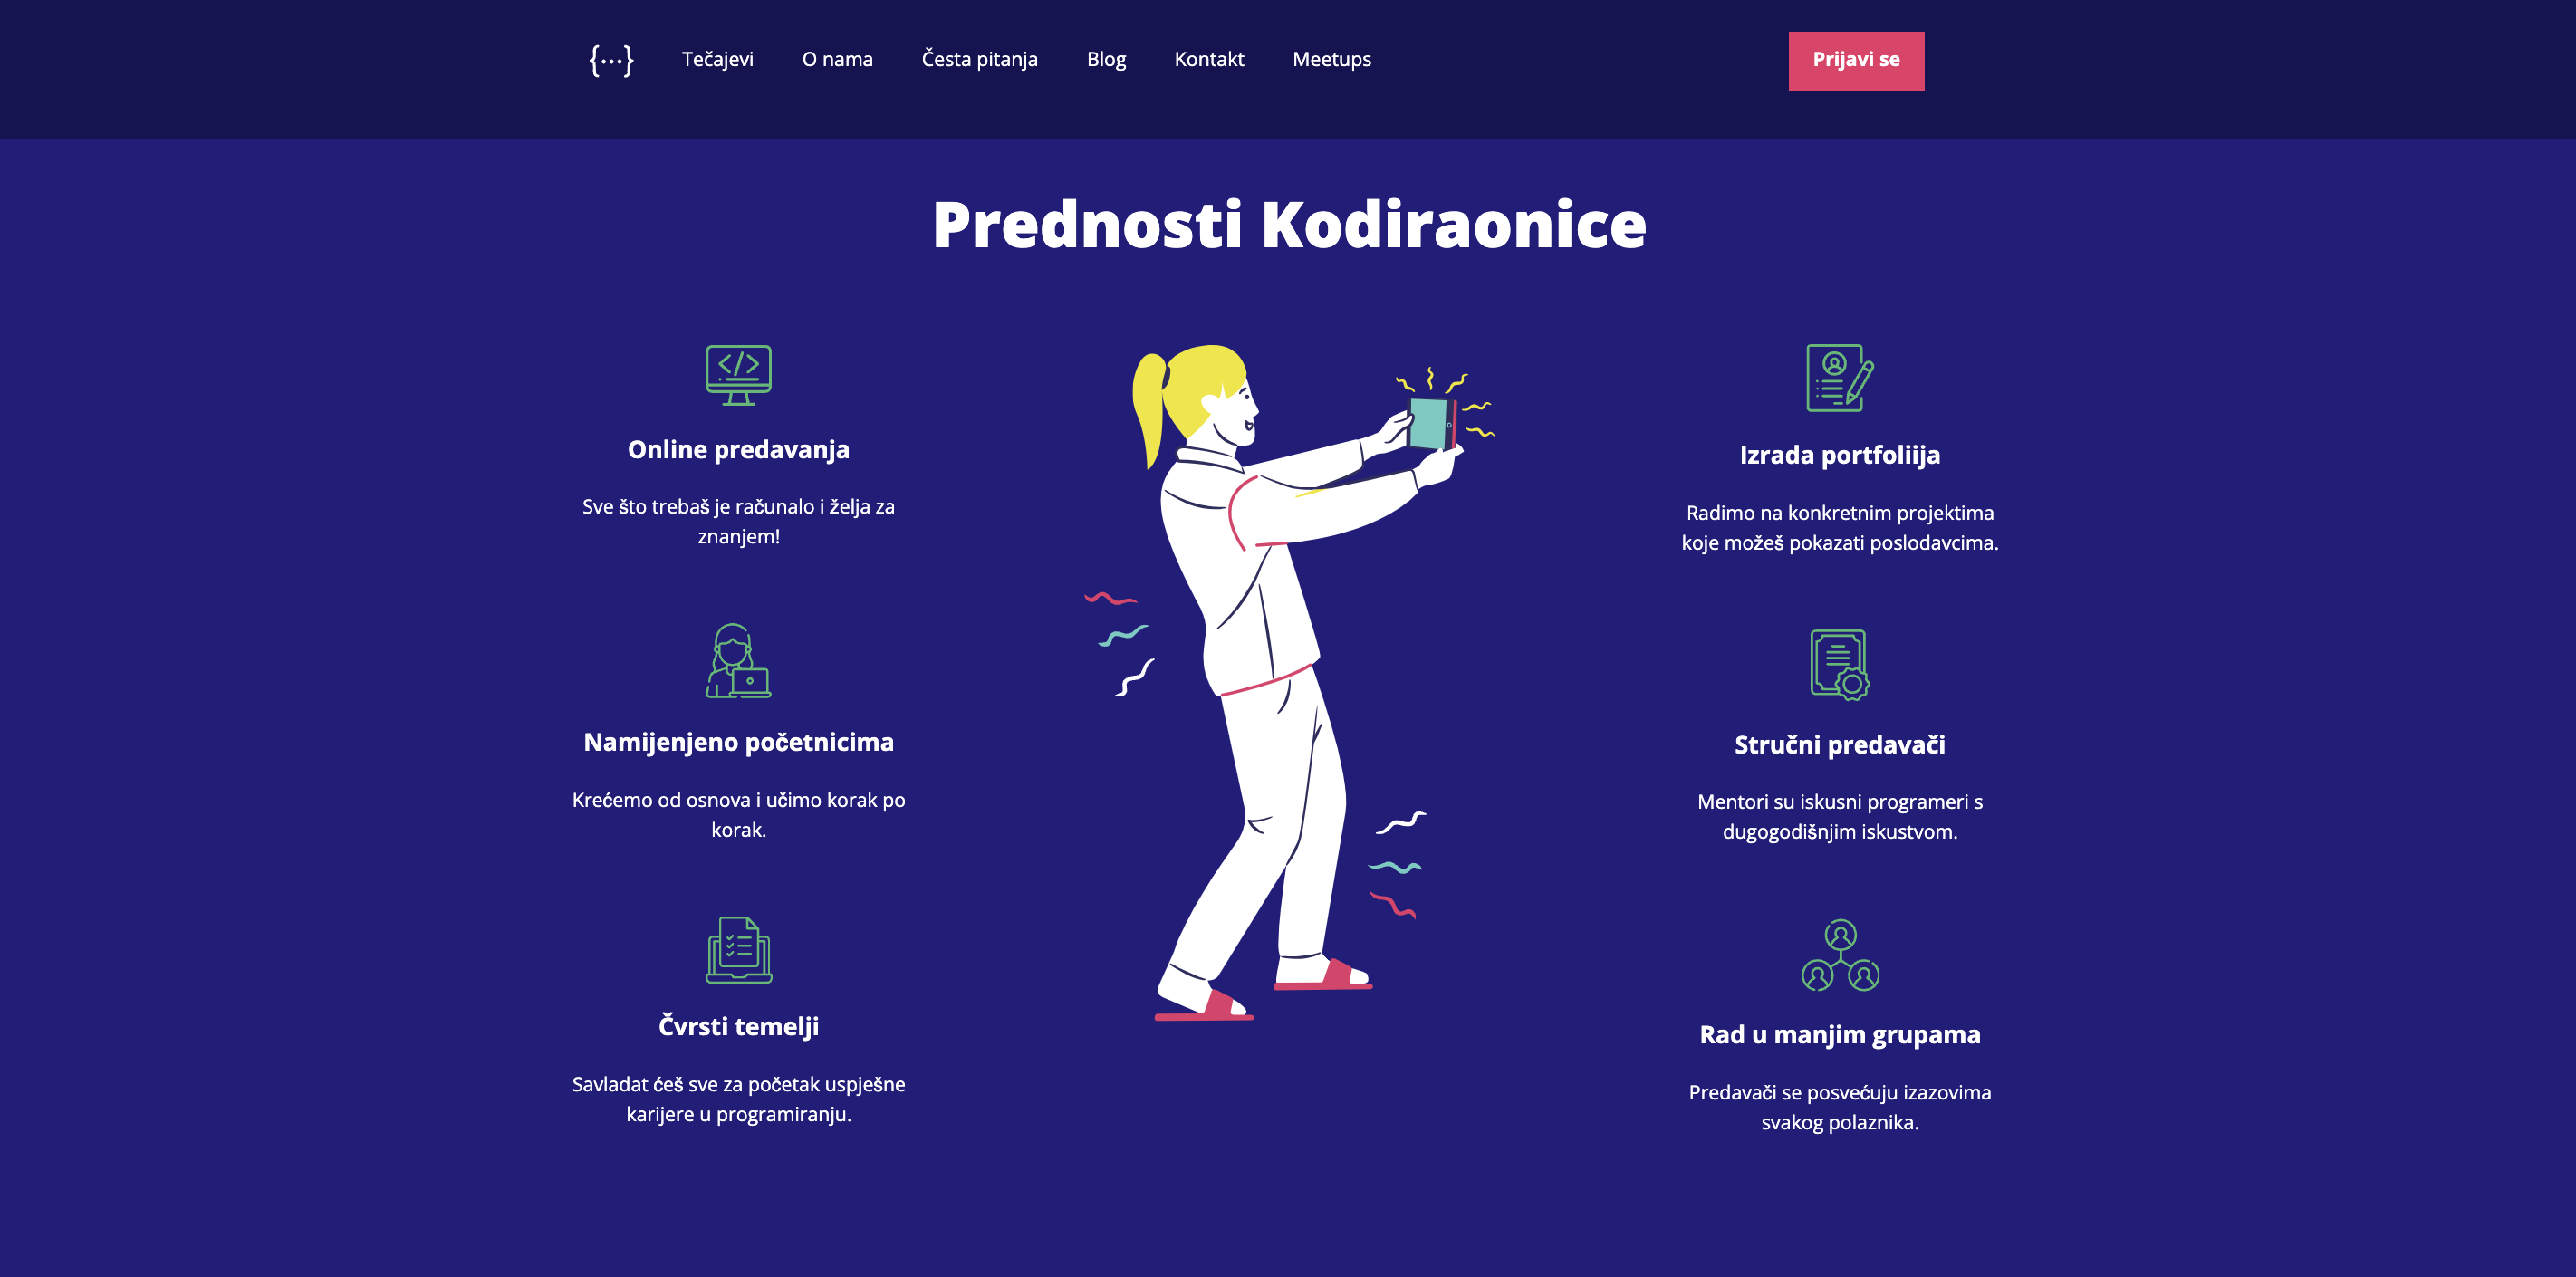 {...}
Tečajevi
O nama
Česta pitanja
Blog
Kontakt
Meetups
Prijavi se
Prednosti Kodiraonice
Online predavanja
Sve što trebaš je računalo i želja za
znanjem!
Namijenjeno početnicima
Krećemo od osnova i učimo korak po
korak.
Čvrsti temelji
Savladat ćeš sve za početak uspješne
karijere u programiranju.
Izrada portfoliija
Radimo na konkretnim projektima
koje možeš pokazati poslodavcima.
Stručni predavači
Mentori su iskusni programeri s
dugogodišnjim iskustvom.
Rad u manjim grupama
Predavači se posvećuju izazovima
svakog polaznika.